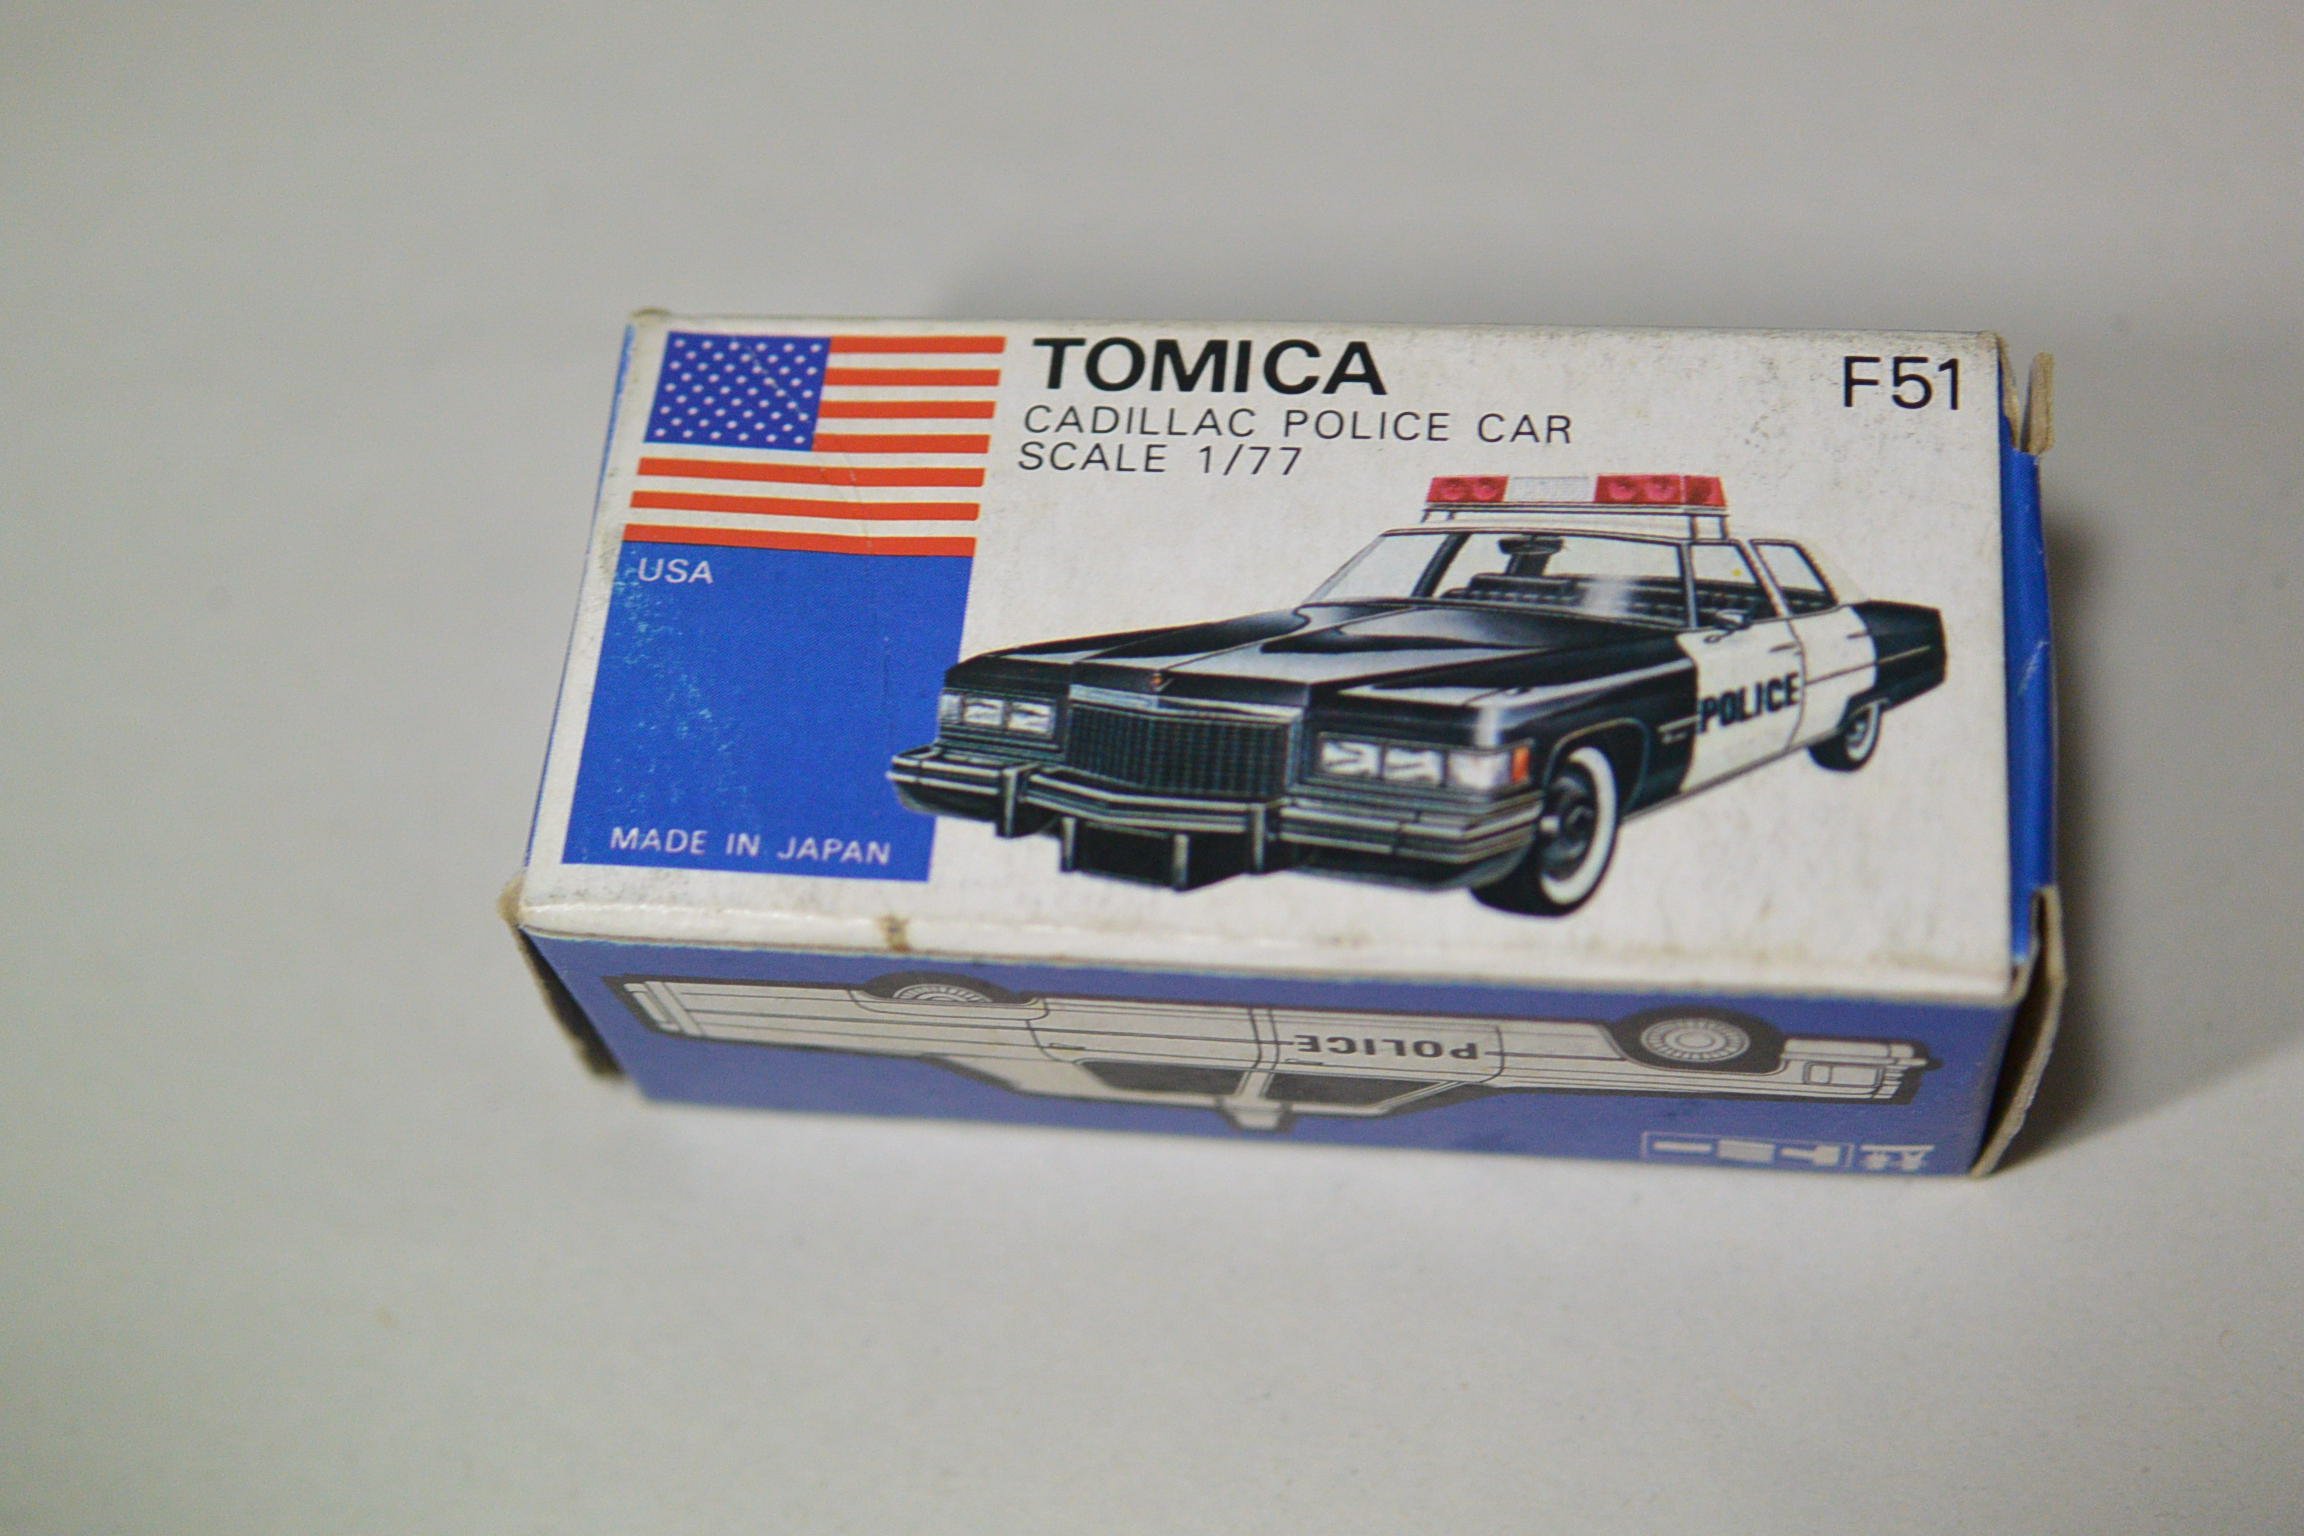 TOMICA
F51
CADILLAC POLICE CAR
SCALE 1/77
USA
POLICE
MADE IN JAPAN
POLICE